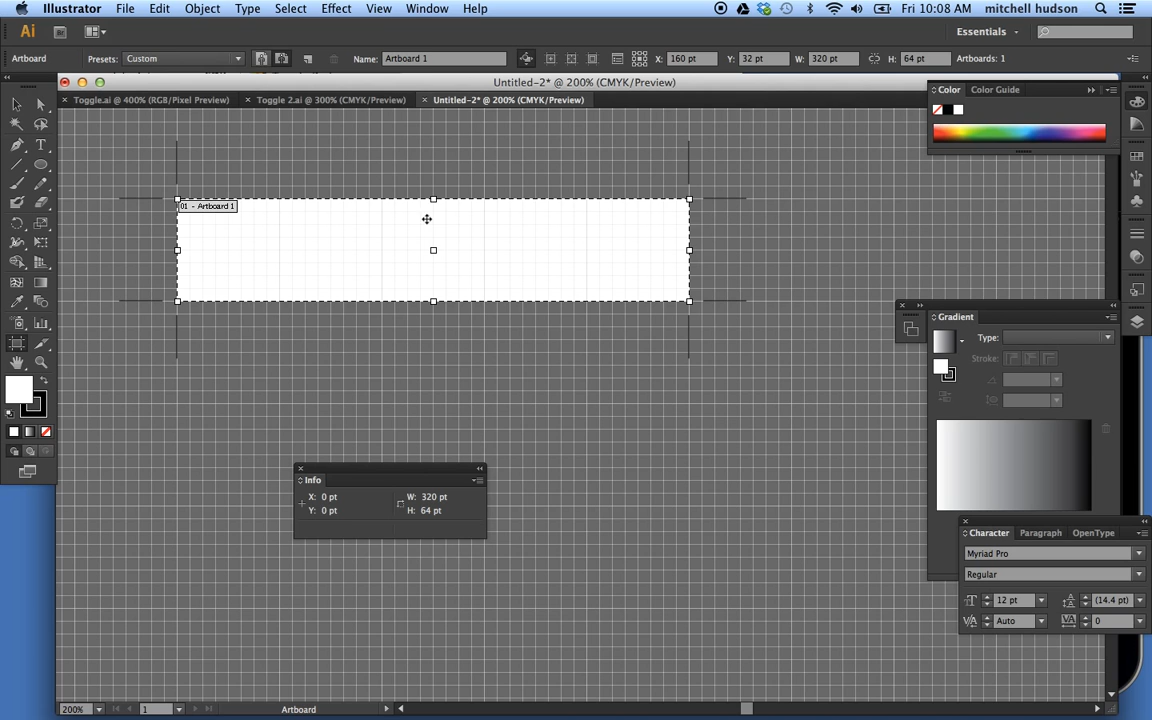 Illustrator File Edit Object Type Select Effect View Window Help Fri 10:08 AM mitchell hudson
Ai Essentials
Artboard Presets: Custom Name: Artboard 1 X: 160 pt Y: 32 pt W: 320 pt H: 64 pt Artboards: 1
Untitled-2* @ 200% (CMYK/Preview)
Toggle.ai @ 400% (RGB/Pixel Preview) Toggle 2.ai @ 300% (CMYK/Preview) Untitled-2* @ 200% (CMYK/Preview)
Color Color Guide
01 - Artboard 1
Gradient
Type:
Stroke:
Info
X: 0 pt W: 320 pt
Y: 0 pt H: 64 pt
Character Paragraph OpenType
Myriad Pro
Regular
12 pt (14.4 pt)
Auto 0
200% 1 Artboard